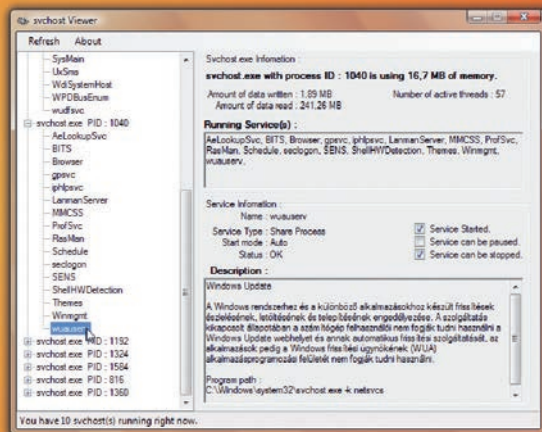 svchost Viewer
Refresh About
SysMain
UxSms
WdiSystemHost
WPDBusEnum
wudfsvc
svchost.exe PID : 1040
AeLookupSvc
BITS
Browser
gpsvc
iphlpsvc
LanmanServer
MMCSS
ProfSvc
RasMan
Schedule
seclogon
SENS
ShellHWDetection
Themes
Winmgmt
wuauserv
svchost.exe PID : 1152
svchost.exe PID : 1324
svchost.exe PID : 1584
svchost.exe PID : 816
svchost.exe PID : 1360
Svchost.exe Infomation :
svchost.exe with process ID : 1040 is using 16,7 MB of memory.
Amount of data written : 1.89 MB Number of active threads : 57
Amount of data read : 241,26 MB
Running Service(s) :
AeLookupSvc, BITS, Browser, gpsvc, iphlpsvc, LanmanServer, MMCSS, ProfSvc,
RasMan, Schedule, seclogon, SENS, ShellHWDetection, Themes, Winmgmt,
wuauserv,
Service Infomation :
Name : wuauserv
Service Type : Share Process
Start mode : Auto
Status : OK
Service Started.
Service can be paused.
Service can be stopped.
Description :
Windows Update
A Windows rendszerhez és a különböző alkalmazásokhoz készült frissítések
észlelésének, letöltésének és telepítésének engedélyezése. A szolgáltatás
kikapcsolt állapotában a számítógép felhasználói nem fogják tudni használni a
Windows Update webhelyet és annak automatikus frissítési szolgáltatását, az
alkalmazások pedig a Windows frissítési ügynökének (WUA)
alkalmazásprogramozási felületét nem fogják tudni használni.
Program path :
C:\Windows\system32\svchost.exe -k netsvcs
You have 10 svchost(s) running right now.